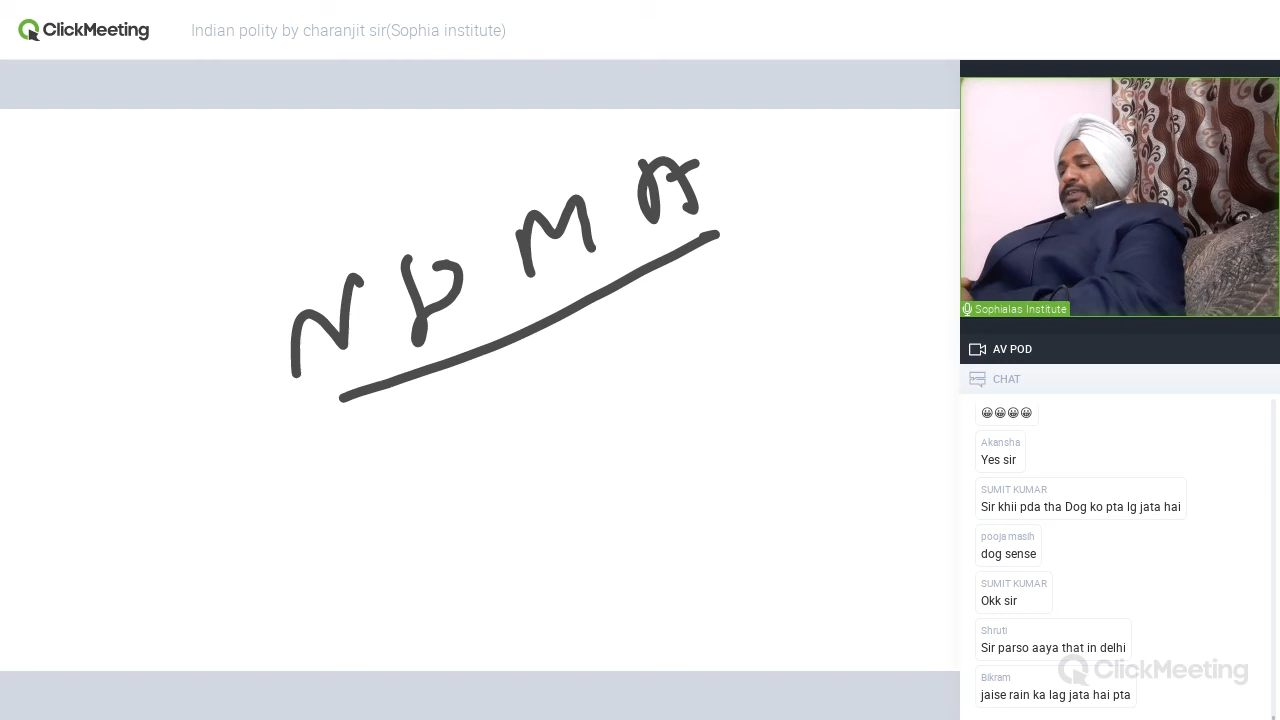 ClickMeeting
Indian polity by charanjit sir(Sophia institute)
N D M A
Sophialas Institute
AV POD
CHAT
😀😀😀😀
Akansha
Yes sir
SUMIT KUMAR
Sir khii pda tha Dog ko pta lg jata hai
pooja masih
dog sense
SUMIT KUMAR
Okk sir
Shruti
Sir parso aaya that in delhi
Bikram
jaise rain ka lag jata hai pta
ClickMeeting